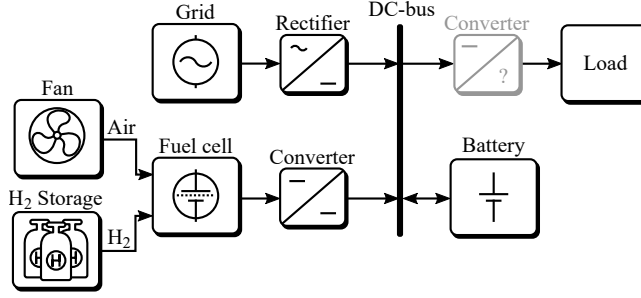 Grid
Rectifier
DC-bus
Converter
?
Load
Fan
Air
Fuel cell
Converter
Battery
H₂ Storage
H₂
H H H